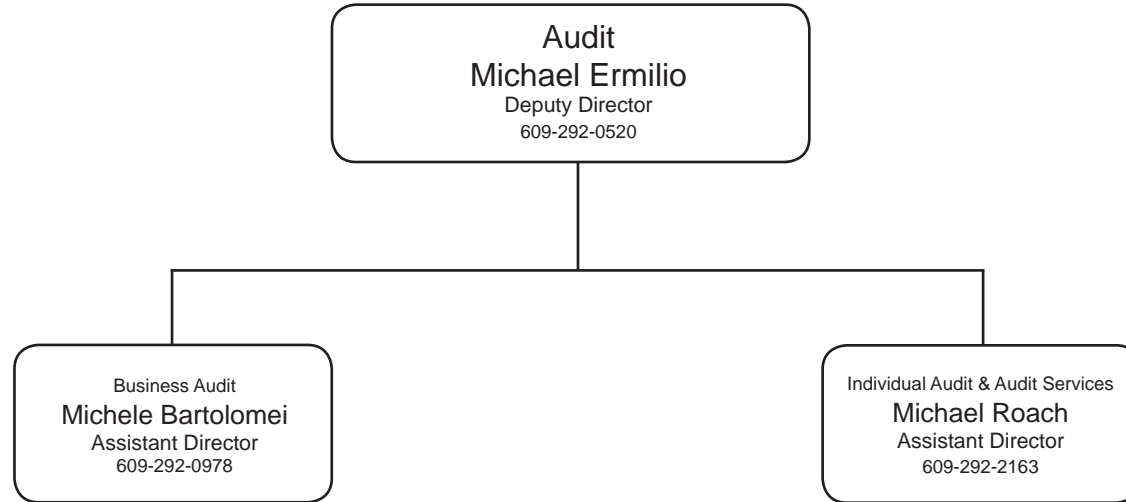 Audit
Michael Ermilio
Deputy Director
609-292-0520
Business Audit
Michele Bartolomei
Assistant Director
609-292-0978
Individual Audit & Audit Services
Michael Roach
Assistant Director
609-292-2163